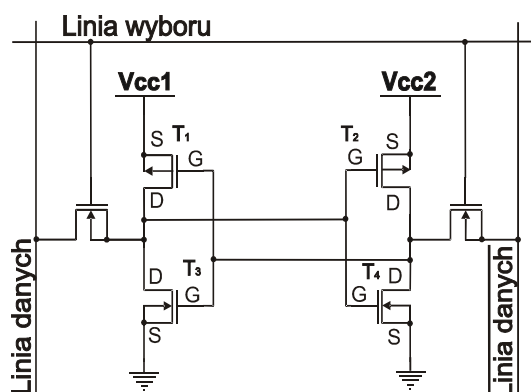 Linia wyboru
Vcc1
Vcc2
S
T₁
G
D
T₂
S
G
D
D
T₃
G
S
T₄
D
G
S
Linia danych
Linia danych